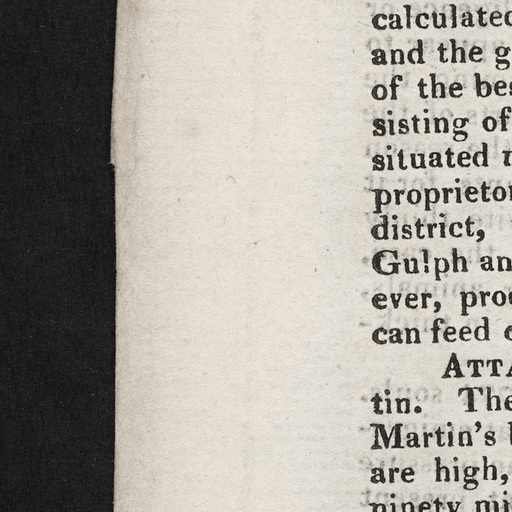 calculated
and the g
of the bes
sisting of
situated
proprietor
district,
Gulph an
ever, pro
can feed
ATTA
tin. The
Martin's
are high,
ninety mi